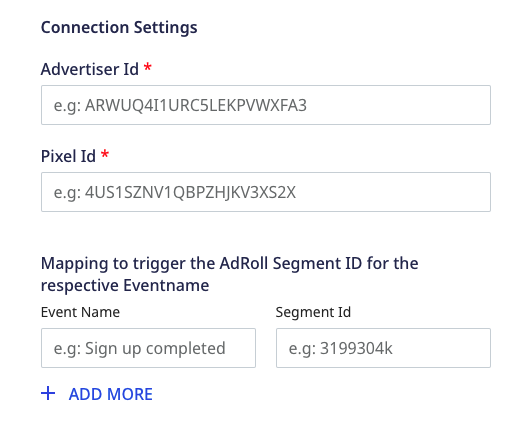 Connection Settings
Advertiser Id *
e.g: ARWUQ4I1URC5LEKPVWXFA3
Pixel Id *
e.g: 4US1SZNV1QBPZHJKV3XS2X
Mapping to trigger the AdRoll Segment ID for the
respective Eventname
Event Name
Segment Id
e.g: Sign up completed
e.g: 3199304k
+ ADD MORE